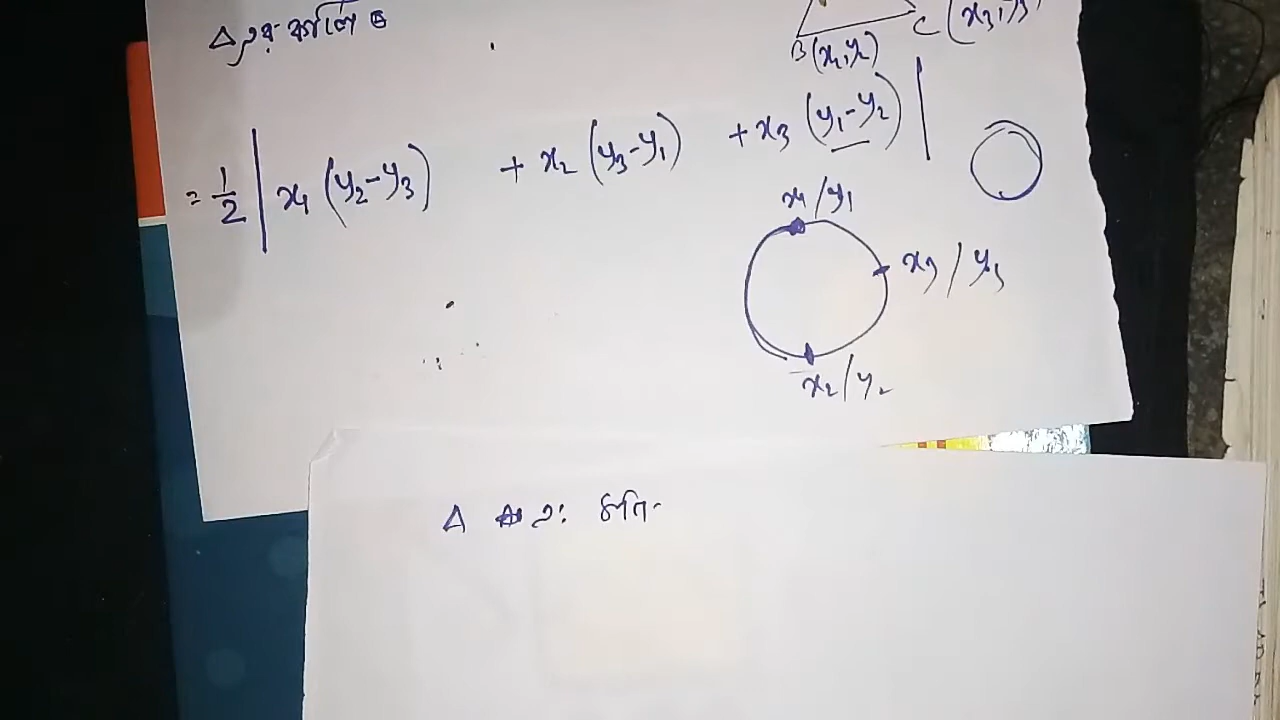 Δ ৰ কালি
B(x₂,y₂) C(x₃,y₃)
= 1/2 | x₁ (y₂-y₃) + x₂ (y₃-y₁) + x₃ (y₁-y₂) |
x₁/y₁
x₃/y₃
x₂/y₂
Δ